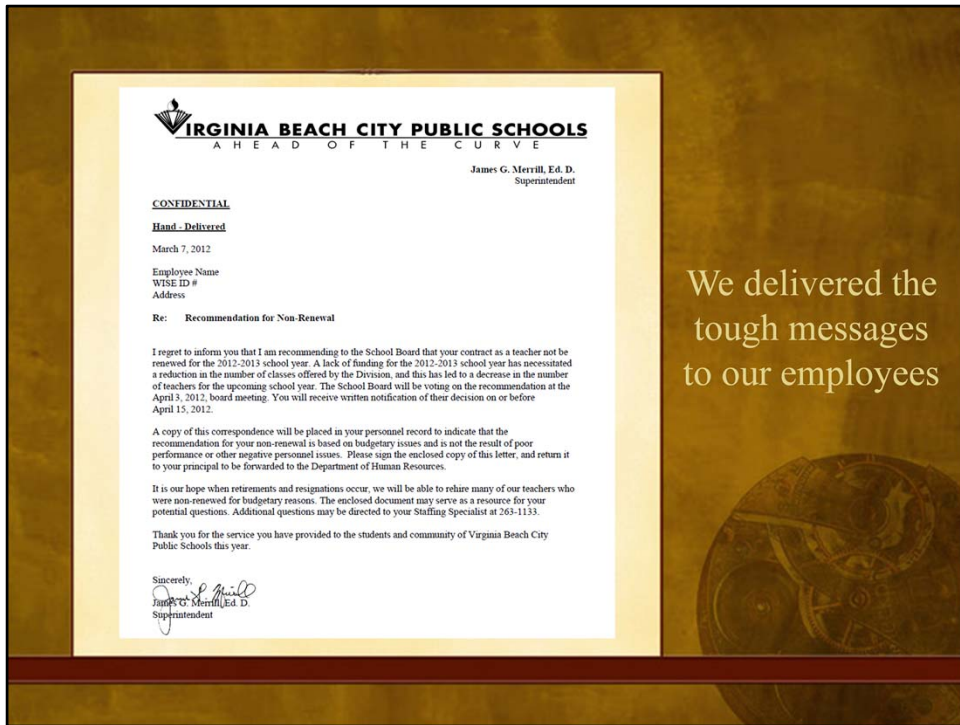 VIRGINIA BEACH CITY PUBLIC SCHOOLS
AHEAD OF THE CURVE
James G. Merrill, Ed. D.
Superintendent
CONFIDENTIAL
Hand - Delivered
March 7, 2012
Employee Name
WISE ID #
Address
Re: Recommendation for Non-Renewal
I regret to inform you that I am recommending to the School Board that your contract as a teacher not be
renewed for the 2012-2013 school year. A lack of funding for the 2012-2013 school year has necessitated
a reduction in the number of classes offered by the Division, and this has led to a decrease in the number
of teachers for the upcoming school year. The School Board will be voting on the recommendation at the
April 3, 2012, board meeting. You will receive written notification of their decision on or before
April 15, 2012.
A copy of this correspondence will be placed in your personnel record to indicate that the
recommendation for your non-renewal is based on budgetary issues and is not the result of poor
performance or other negative personnel issues. Please sign the enclosed copy of this letter, and return it
to your principal to be forwarded to the Department of Human Resources.
It is our hope when retirements and resignations occur, we will be able to rehire many of our teachers who
were non-renewed for budgetary reasons. The enclosed document may serve as a resource for your
potential questions. Additional questions may be directed to your Staffing Specialist at 263-1133.
Thank you for the service you have provided to the students and community of Virginia Beach City
Public Schools this year.
Sincerely,
James G. Merrill
James G. Merrill, Ed. D.
Superintendent
We delivered the
tough messages
to our employees